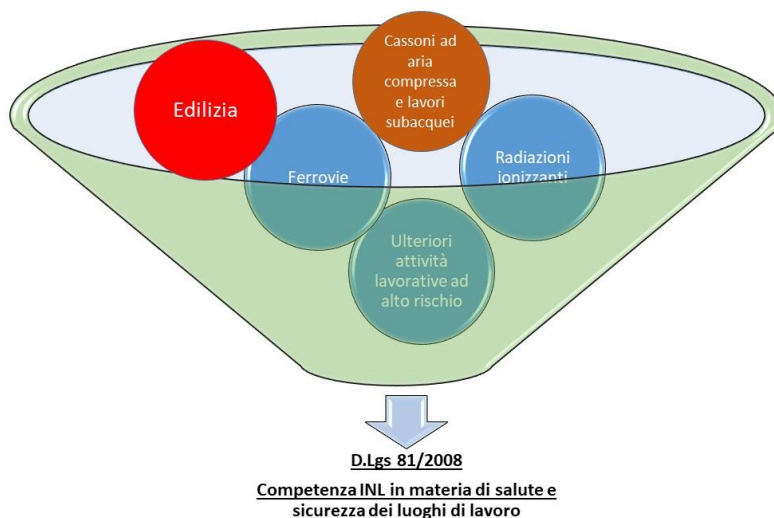 Edilizia
Cassoni ad
aria
compressa
e lavori
subacquei
Ferrovie
Radiazioni
ionizzanti
Ulteriori
attività
lavorative ad
alto rischio
D.Lgs 81/2008
Competenza INL in materia di salute e
sicurezza dei luoghi di lavoro